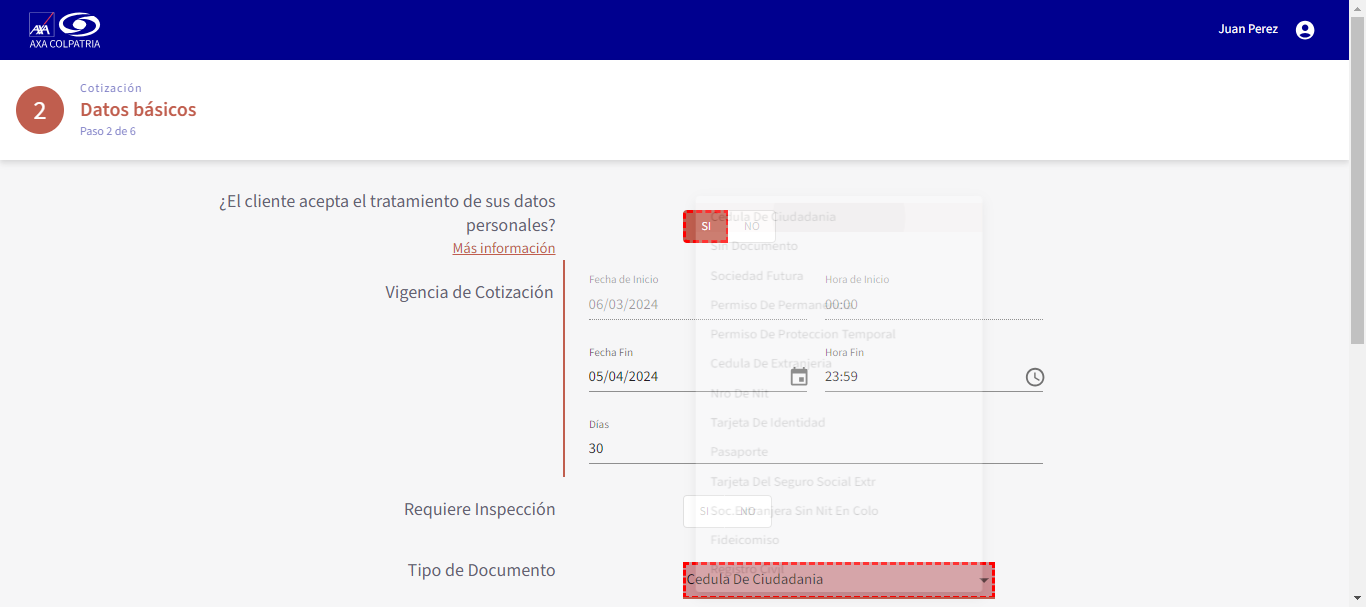 AXA
AXA COLPATRIA
Juan Perez
2
Cotización
Datos básicos
Paso 2 de 6
¿El cliente acepta el tratamiento de sus datos
personales?
Más información
SI
NO
Cedula De Ciudadania
Sin Documento
Sociedad Futura
Permiso De Permanencia
Permiso De Proteccion Temporal
Cedula De Extranjeria
Nro De Nit
Tarjeta De Identidad
Pasaporte
Tarjeta Del Seguro Social Extr
Soc.Extranjera Sin Nit En Colo
Fideicomiso
Registro Civil
Vigencia de Cotización
Fecha de Inicio
06/03/2024
Hora de Inicio
00:00
Fecha Fin
05/04/2024
Hora Fin
23:59
Días
30
Requiere Inspección
SI
NO
Tipo de Documento
Cedula De Ciudadania